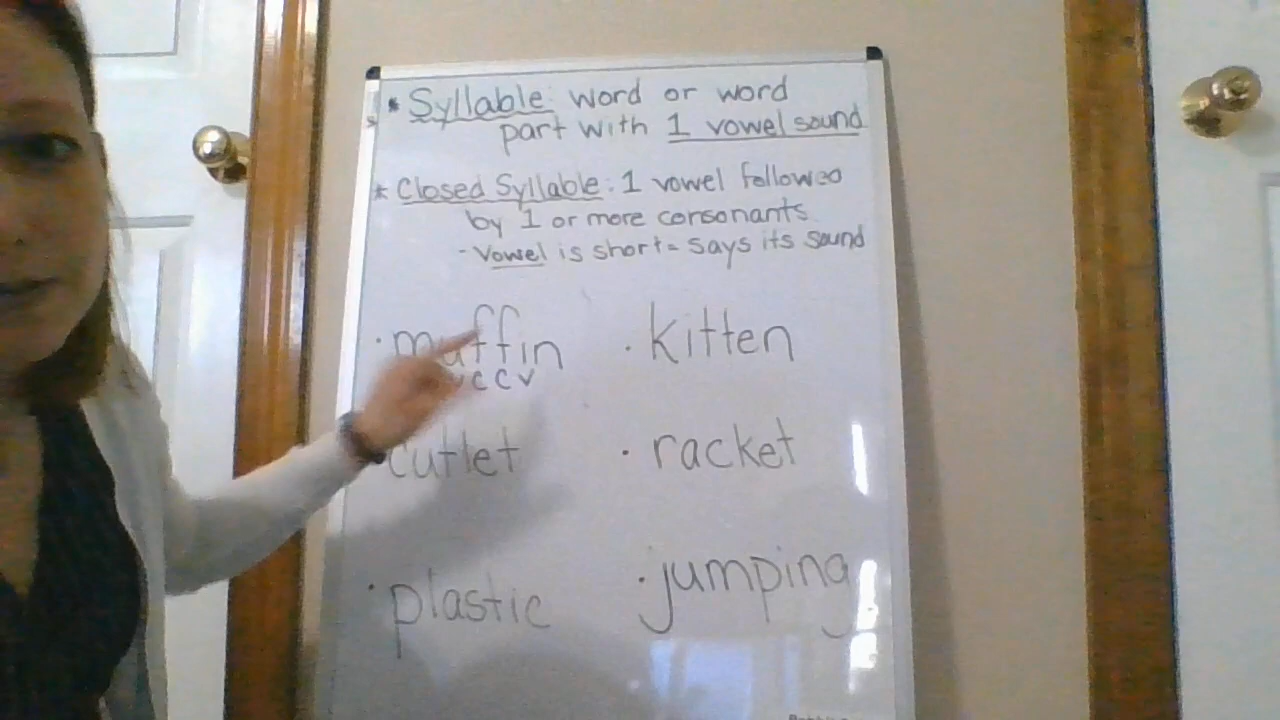 * Syllable: word or word
part with 1 vowel sound
* Closed Syllable: 1 vowel followed
by 1 or more consonants
- Vowel is short = says its sound
· muffin · kitten
v c c v
cutlet · racket
· plastic · jumping